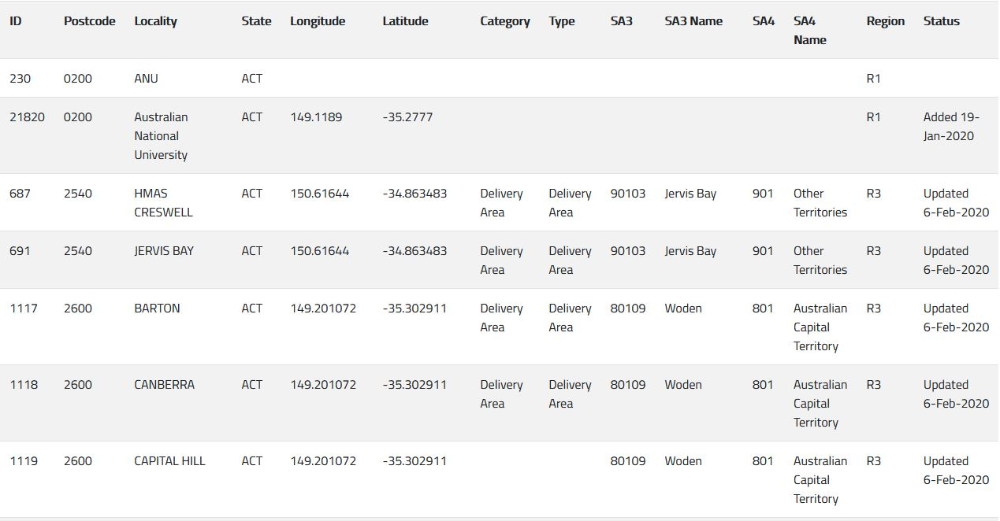 ID Postcode Locality State Longitude Latitude Category Type SA3 SA3 Name SA4 SA4 Region Status
Name
230 0200 ANU ACT R1
21820 0200 Australian ACT 149.1189 -35.2777 R1 Added 19-
National Jan-2020
University
687 2540 HMAS ACT 150.61644 -34.863483 Delivery Delivery 90103 Jervis Bay 901 Other R3 Updated
CRESWELL Area Area Territories 6-Feb-2020
691 2540 JERVIS BAY ACT 150.61644 -34.863483 Delivery Delivery 90103 Jervis Bay 901 Other R3 Updated
Area Area Territories 6-Feb-2020
1117 2600 BARTON ACT 149.201072 -35.302911 Delivery Delivery 80109 Woden 801 Australian R3 Updated
Area Area Capital 6-Feb-2020
Territory
1118 2600 CANBERRA ACT 149.201072 -35.302911 Delivery Delivery 80109 Woden 801 Australian R3 Updated
Area Area Capital 6-Feb-2020
Territory
1119 2600 CAPITAL HILL ACT 149.201072 -35.302911 80109 Woden 801 Australian R3 Updated
Capital 6-Feb-2020
Territory